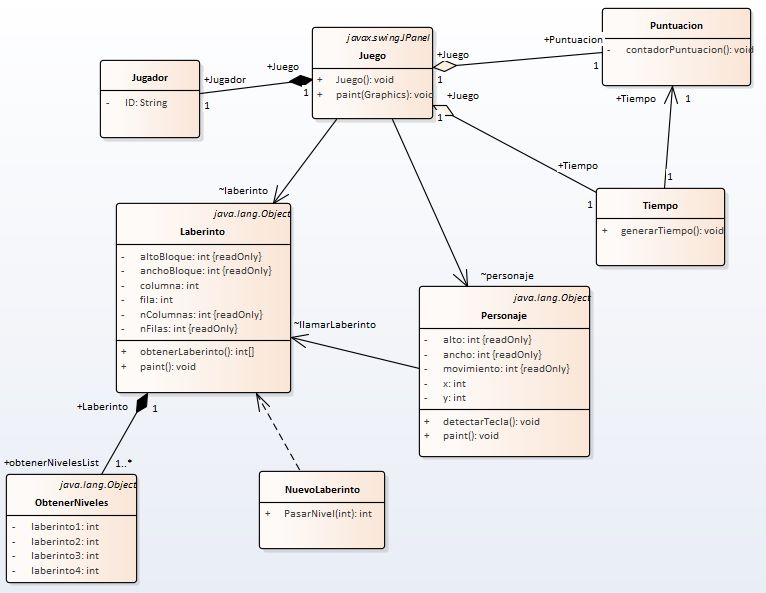 javax.swing.JPanel
Juego
+ Juego(): void
+ paint(Graphics): void
Jugador
- ID: String
+Jugador
1
+Juego
1
+Juego
1
+Puntuacion
1
Puntuacion
- contadorPuntuacion(): void
+Juego
1
+Tiempo
1
+Tiempo
1
1
Tiempo
+ generarTiempo(): void
~laberinto
java.lang.Object
Laberinto
- altoBloque: int {readOnly}
- anchoBloque: int {readOnly}
- columna: int
- fila: int
- nColumnas: int {readOnly}
- nFilas: int {readOnly}
+ obtenerLaberinto(): int[]
+ paint(): void
~personaje
java.lang.Object
Personaje
- alto: int {readOnly}
- ancho: int {readOnly}
- movimiento: int {readOnly}
- x: int
- y: int
+ detectarTecla(): void
+ paint(): void
~llamarLaberinto
+Laberinto
1
+obtenerNivelesList
1..*
java.lang.Object
ObtenerNiveles
- laberinto1: int
- laberinto2: int
- laberinto3: int
- laberinto4: int
NuevoLaberinto
+ PasarNivel(int): int